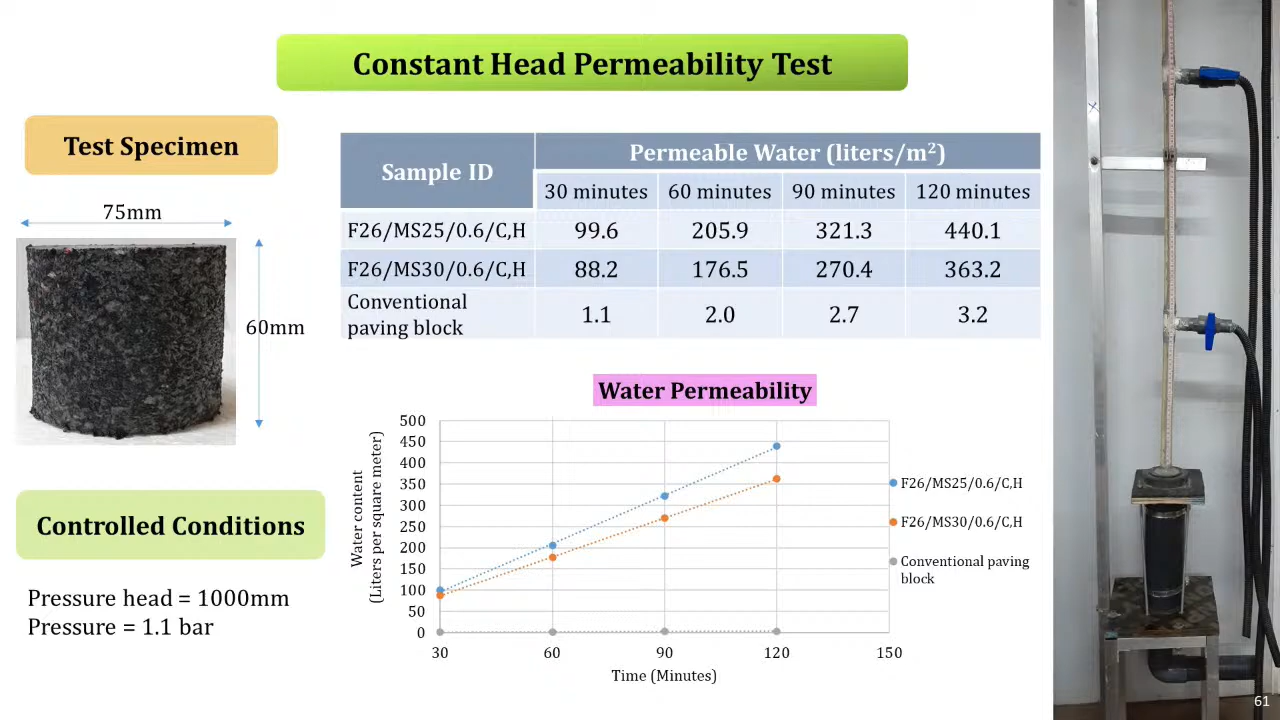 Constant Head Permeability Test
Test Specimen
75mm
60mm
Controlled Conditions
Pressure head = 1000mm
Pressure = 1.1 bar
Sample ID
Permeable Water (liters/m²)
30 minutes 60 minutes 90 minutes 120 minutes
F26/MS25/0.6/C,H 99.6 205.9 321.3 440.1
F26/MS30/0.6/C,H 88.2 176.5 270.4 363.2
Conventional
paving block 1.1 2.0 2.7 3.2
Water Permeability
Water content
(Liters per square meter)
500
450
400
350
300
250
200
150
100
50
0
30 60 90 120 150
Time (Minutes)
F26/MS25/0.6/C,H
F26/MS30/0.6/C,H
Conventional paving
block
61